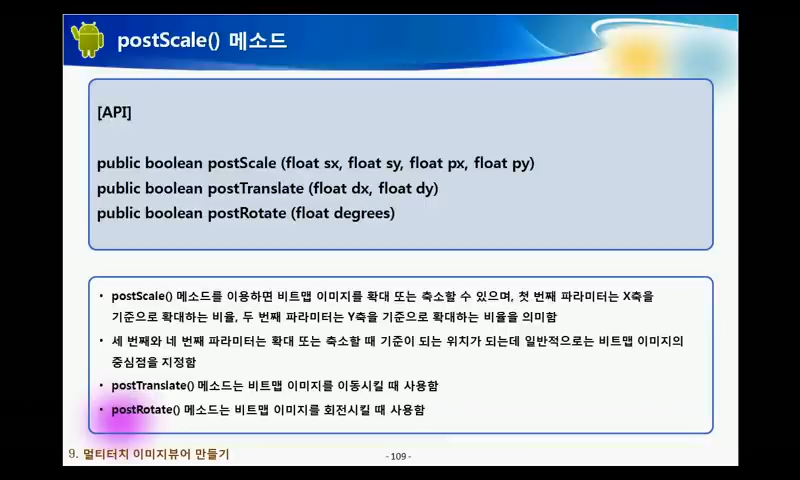 postScale() 메소드
[API]
public boolean postScale (float sx, float sy, float px, float py)
public boolean postTranslate (float dx, float dy)
public boolean postRotate (float degrees)
• postScale() 메소드를 이용하면 비트맵 이미지를 확대 또는 축소할 수 있으며, 첫 번째 파라미터는 X축을
기준으로 확대하는 비율, 두 번째 파라미터는 Y축을 기준으로 확대하는 비율을 의미함
• 세 번째와 네 번째 파라미터는 확대 또는 축소할 때 기준이 되는 위치가 되는데 일반적으로는 비트맵 이미지의
중심점을 지정함
• postTranslate() 메소드는 비트맵 이미지를 이동시킬 때 사용함
• postRotate() 메소드는 비트맵 이미지를 회전시킬 때 사용함
9. 멀티터치 이미지뷰어 만들기
- 109 -